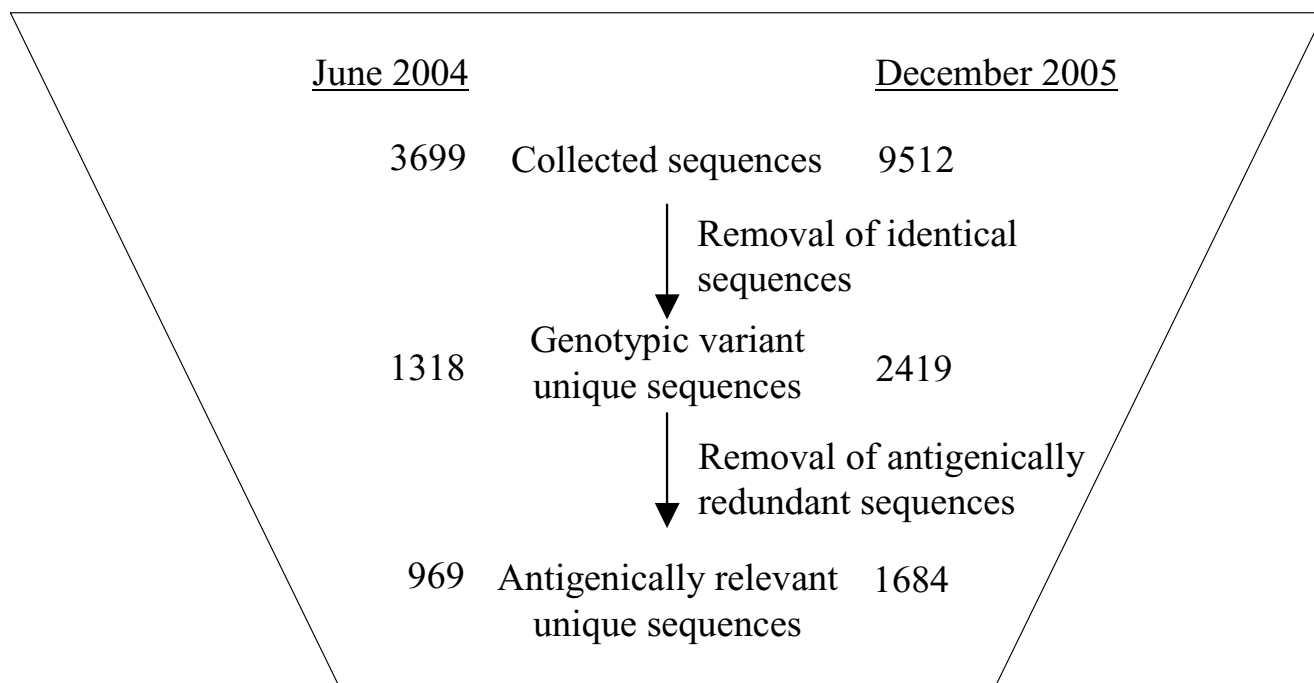 June 2004 December 2005
3699 Collected sequences 9512
Removal of identical
sequences
Genotypic variant
1318 unique sequences 2419
Removal of antigenically
redundant sequences
969 Antigenically relevant 1684
unique sequences